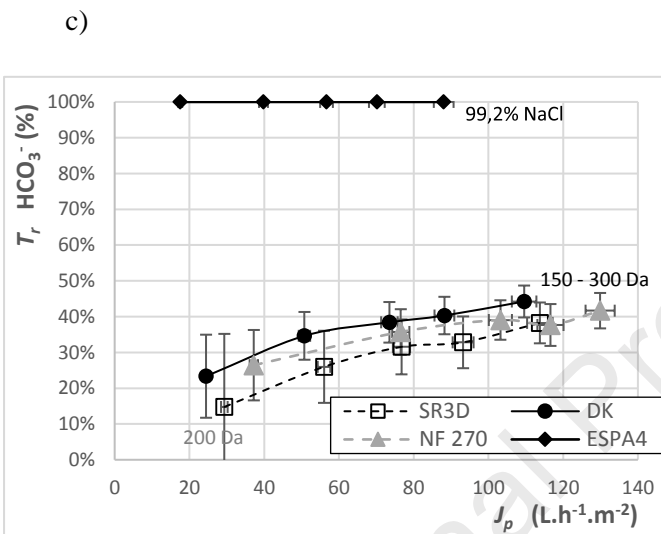 c)
100%
90%
80%
70%
60%
50%
40%
30%
20%
10%
0%
T_r HCO₃⁻ (%)
99,2% NaCl
150 - 300 Da
200 Da
SR3D
DK
NF 270
ESPA4
0 20 40 60 80 100 120 140
J_p (L.h⁻¹.m⁻²)